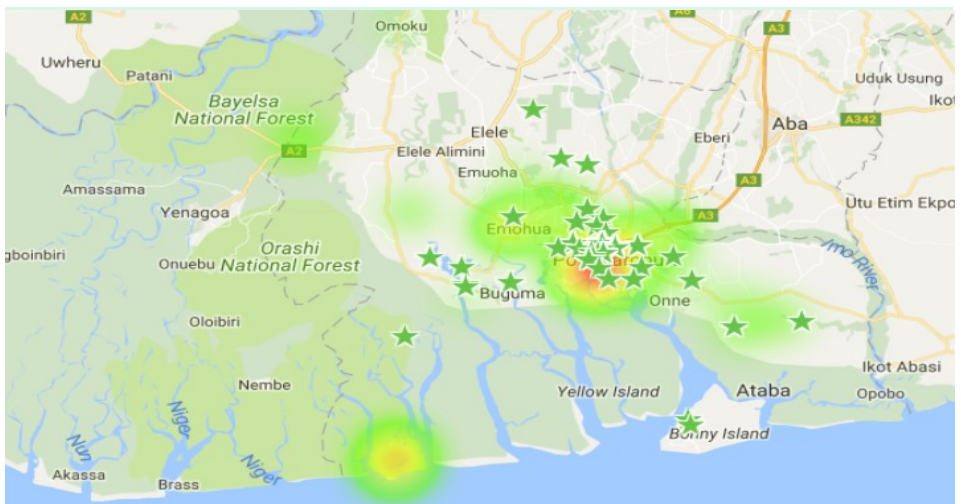 A2
Omoku
A3
A6
Uwheru
Patani
Uduk Usung
Bayelsa
National Forest
Ikot
A342
Aba
Elele
Eberi
A2
Elele Alimini
Emuoha
A3
Amassama
Yenagoa
Utu Etim Ekpo
A3
Emohua
gboinbiri
Onuebu
Orashi
National Forest
Imo River
Buguma
Onne
Oloibiri
Ikot Abasi
Nembe
Yellow Island
Ataba
Opobo
Nun
Niger
Niger
Bonny Island
Akassa
Brass